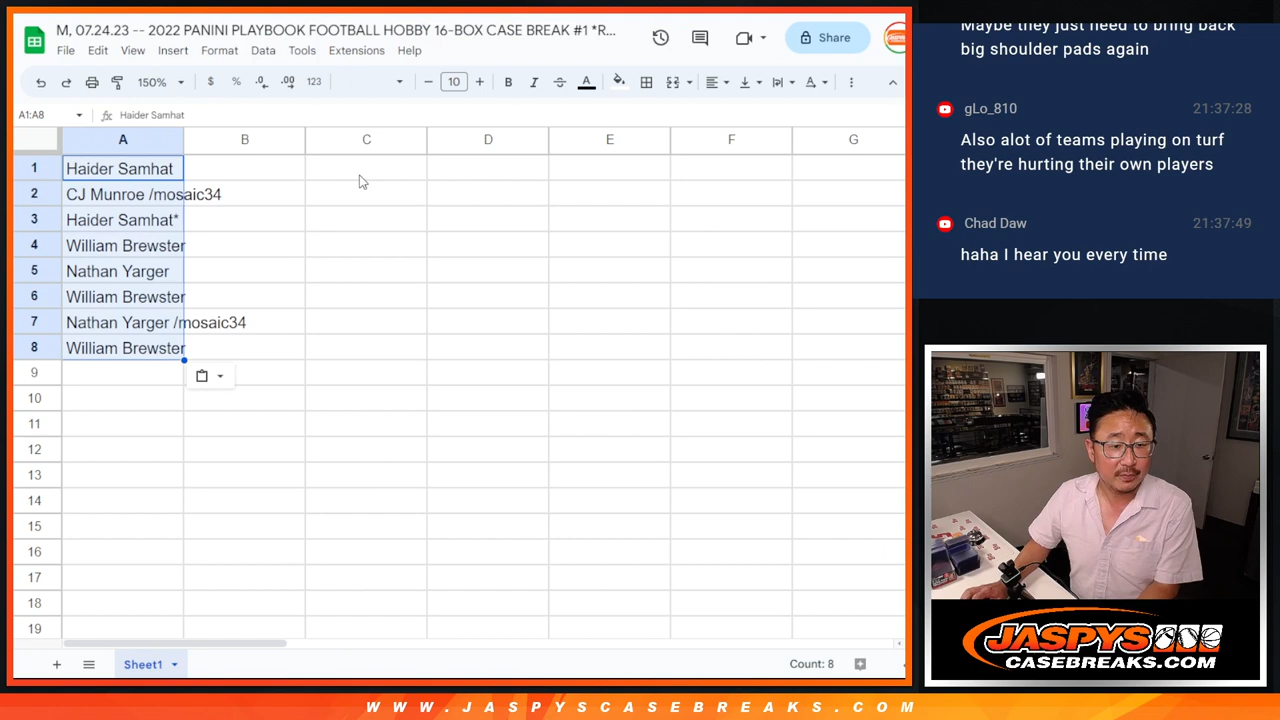 M, 07.24.23 -- 2022 PANINI PLAYBOOK FOOTBALL HOBBY 16-BOX CASE BREAK #1 *R...
File Edit View Insert Format Data Tools Extensions Help
Share
150% $ % .0 .00 123 10 B I A
A1:A8 fx Haider Samhat
A B C D E F G
1 Haider Samhat
2 CJ Munroe /mosaic34
3 Haider Samhat*
4 William Brewster
5 Nathan Yarger
6 William Brewster
7 Nathan Yarger /mosaic34
8 William Brewster
9
10
11
12
13
14
15
16
17
18
19
Sheet1 Count: 8
Maybe they just need to bring back
big shoulder pads again
gLo_810 21:37:28
Also alot of teams playing on turf
they're hurting their own players
Chad Daw 21:37:49
haha I hear you every time
JASPYS
CASEBREAKS.COM
WWW.JASPYSCASEBREAKS.COM